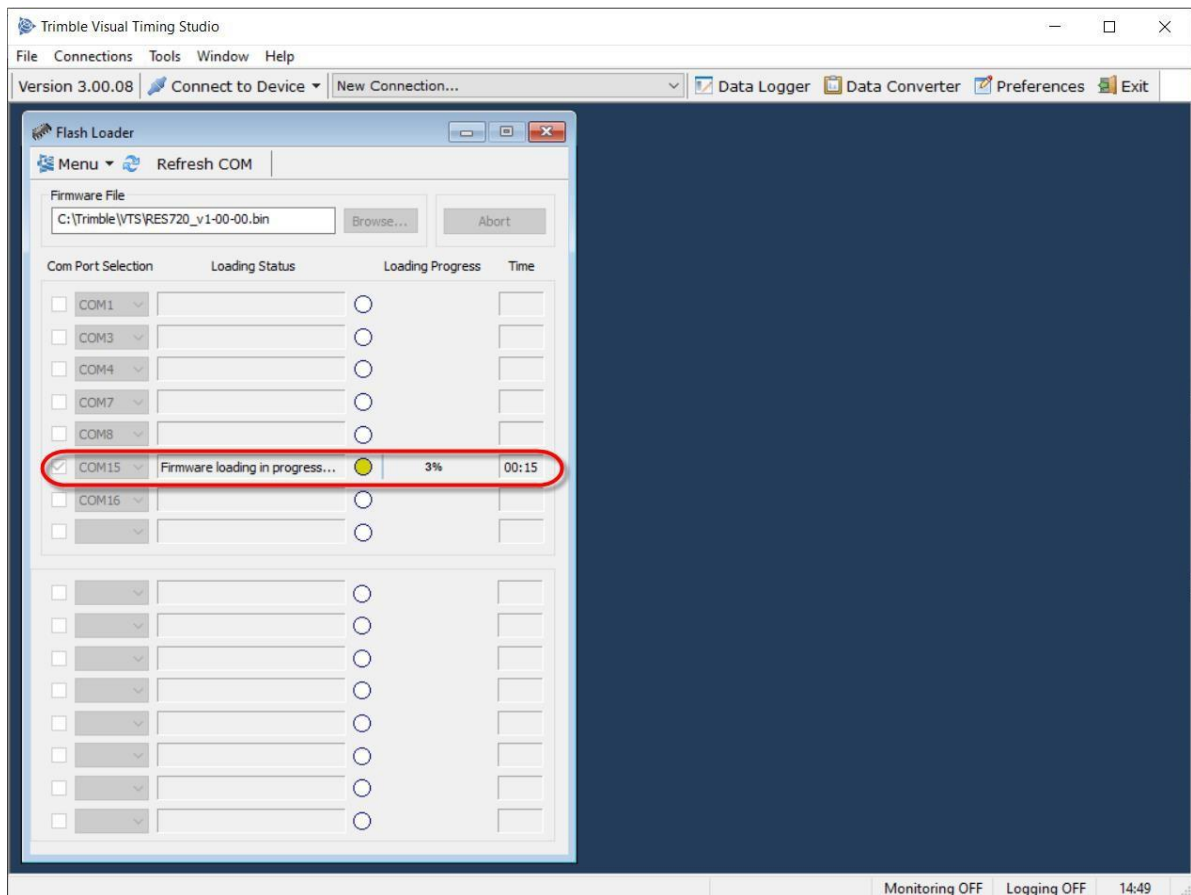 Trimble Visual Timing Studio
File Connections Tools Window Help
Version 3.00.08 Connect to Device New Connection... Data Logger Data Converter Preferences Exit
Flash Loader
Menu Refresh COM
Firmware File
C:\Trimble\VTS\RES720_v1-00-00.bin Browse... Abort
Com Port Selection Loading Status Loading Progress Time
COM1
COM3
COM4
COM7
COM8
COM15 Firmware loading in progress... 3% 00:15
COM16
Monitoring OFF Logging OFF 14:49